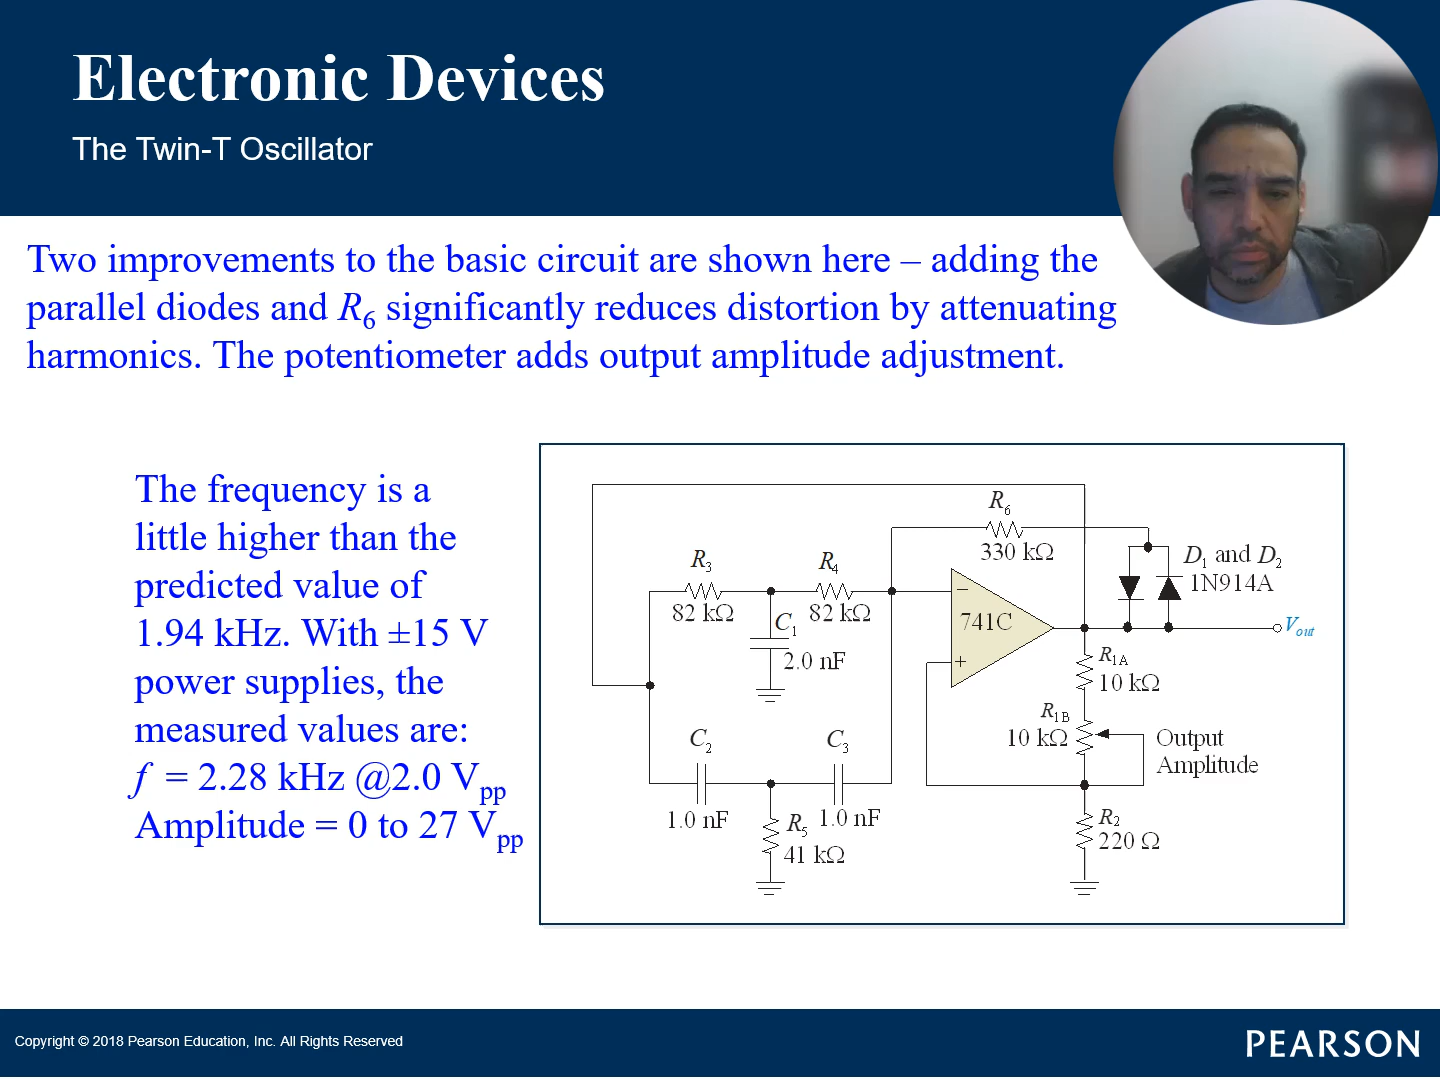 Electronic Devices
The Twin-T Oscillator
Two improvements to the basic circuit are shown here – adding the
parallel diodes and R6 significantly reduces distortion by attenuating
harmonics. The potentiometer adds output amplitude adjustment.
The frequency is a
little higher than the
predicted value of
1.94 kHz. With ±15 V
power supplies, the
measured values are:
f = 2.28 kHz @2.0 Vpp
Amplitude = 0 to 27 Vpp
R6
330 kΩ
R3
82 kΩ
R4
82 kΩ
C1
2.0 nF
–
741C
+
D1 and D2
1N914A
Vout
R1A
10 kΩ
R1B
10 kΩ
Output
Amplitude
C2
1.0 nF
C3
1.0 nF
R5
41 kΩ
R2
220 Ω
Copyright © 2018 Pearson Education, Inc. All Rights Reserved
PEARSON